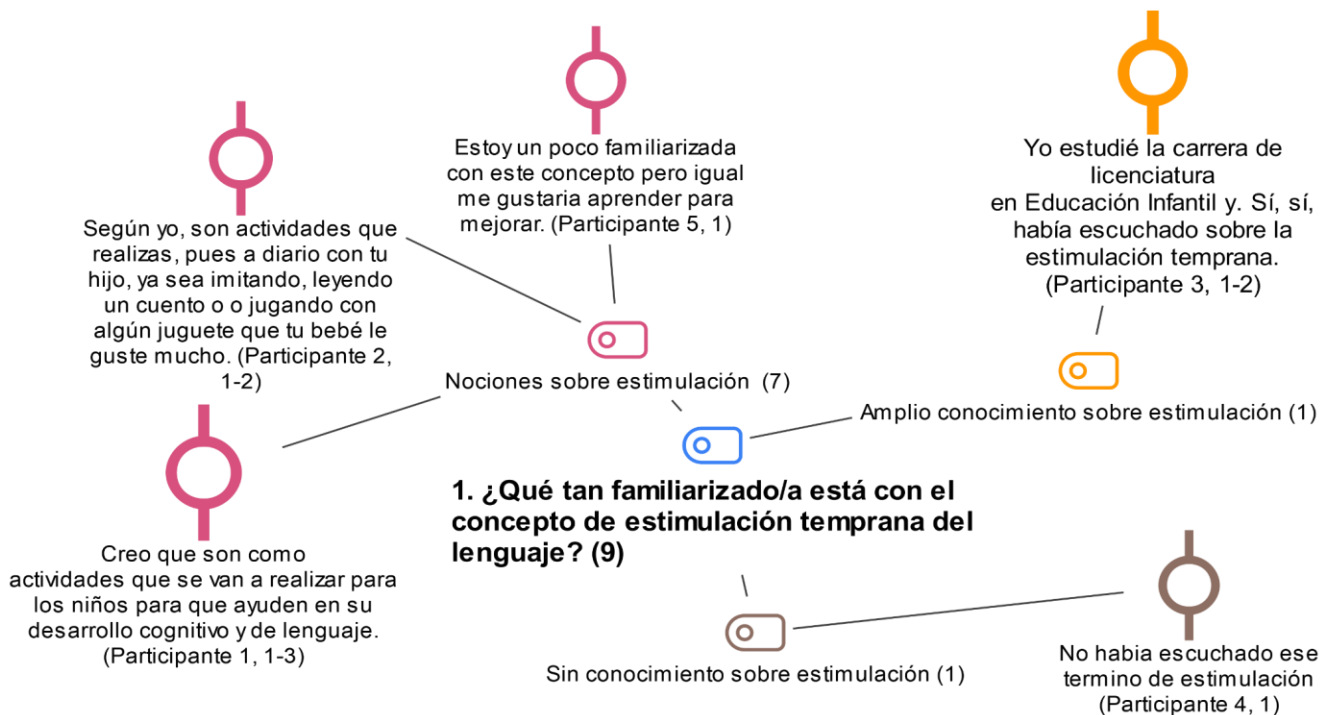 Estoy un poco familiarizada
con este concepto pero igual
me gustaria aprender para
mejorar. (Participante 5, 1)
Yo estudié la carrera de
licenciatura
en Educación Infantil y. Sí, sí,
había escuchado sobre la
estimulación temprana.
(Participante 3, 1-2)
Según yo, son actividades que
realizas, pues a diario con tu
hijo, ya sea imitando, leyendo
un cuento o o jugando con
algún juguete que tu bebé le
guste mucho. (Participante 2,
1-2)
Nociones sobre estimulación (7)
Amplio conocimiento sobre estimulación (1)
1. ¿Qué tan familiarizado/a está con el
concepto de estimulación temprana del
lenguaje? (9)
Creo que son como
actividades que se van a realizar para
los niños para que ayuden en su
desarrollo cognitivo y de lenguaje.
(Participante 1, 1-3)
Sin conocimiento sobre estimulación (1)
No habia escuchado ese
termino de estimulación
(Participante 4, 1)